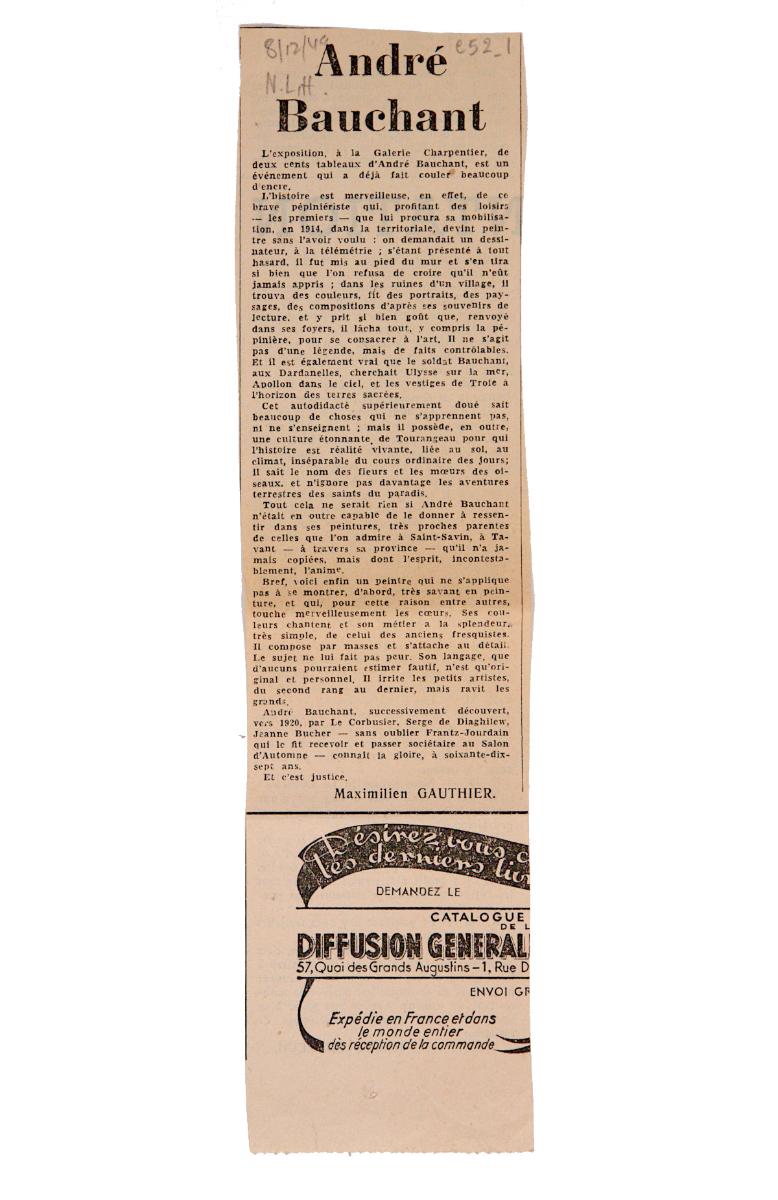 8/12/49 e52_1
N.Litt.
André
Bauchant
L'exposition, à la Galerie Charpentier, de
deux cents tableaux d'André Bauchant, est un
événement qui a déjà fait couler beaucoup
d'encre.
L'histoire est merveilleuse, en effet, de ce
brave pépiniériste qui, profitant des loisirs
— les premiers — que lui procura sa mobilisa-
tion, en 1914, dans la territoriale, devint pein-
tre sans l'avoir voulu : on demandait un dessi-
nateur, à la télémétrie ; s'étant présenté à tout
hasard, il fut mis au pied du mur et s'en tira
si bien que l'on refusa de croire qu'il n'eût
jamais appris ; dans les ruines d'un village, il
trouva des couleurs, fit des portraits, des pay-
sages, des compositions d'après ses souvenirs de
lecture, et y prit si bien goût que, renvoyé
dans ses foyers, il lâcha tout, y compris la pé-
pinière, pour se consacrer à l'art. Il ne s'agit
pas d'une légende, mais de faits contrôlables.
Et il est également vrai que le soldat Bauchant,
aux Dardanelles, cherchait Ulysse sur la mer,
Apollon dans le ciel, et les vestiges de Troie à
l'horizon des terres sacrées.
Cet autodidacte supérieurement doué sait
beaucoup de choses qui ne s'apprennent pas,
ni ne s'enseignent ; mais il possède, en outre,
une culture étonnante de Tourangeau pour qui
l'histoire est réalité vivante, liée au sol, au
climat, inséparable du cours ordinaire des jours;
il sait le nom des fleurs et les mœurs des oi-
seaux, et n'ignore pas davantage les aventures
terrestres des saints du paradis.
Tout cela ne serait rien si André Bauchant
n'était en outre capable de le donner à ressen-
tir dans ses peintures, très proches parentes
de celles que l'on admire à Saint-Savin, à Ta-
vant — à travers sa province — qu'il n'a ja-
mais copiées, mais dont l'esprit, incontesta-
blement, l'anime.
Bref, voici enfin un peintre qui ne s'applique
pas à se montrer, d'abord, très savant en pein-
ture, et qui, pour cette raison entre autres,
touche merveilleusement les cœurs. Ses cou-
leurs chantent et son métier a la splendeur,
très simple, de celui des anciens fresquistes.
Il compose par masses et s'attache au détail.
Le sujet ne lui fait pas peur. Son langage, que
d'aucuns pourraient estimer fautif, n'est qu'ori-
ginal et personnel. Il irrite les petits artistes,
du second rang au dernier, mais ravit les
grands.
André Bauchant, successivement découvert,
vers 1920, par Le Corbusier, Serge de Diaghilew,
Jeanne Bucher — sans oublier Frantz-Jourdain
qui le fit recevoir et passer sociétaire au Salon
d'Automne — connaît la gloire, à soixante-dix-
sept ans.
Et c'est justice.
Maximilien GAUTHIER.
Désirez vous
les derniers
DEMANDEZ LE
CATALOGUE
DE L
DIFFUSION GENERAL
57, Quai des Grands Augustins - 1, Rue D
ENVOI GR
Expédie en France et dans
le monde entier
dès réception de la commande